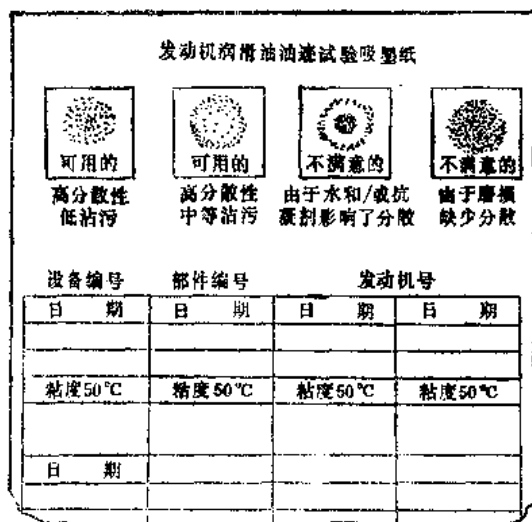 发动机润滑油油迹试验吸墨纸
可用的 可用的 不满意的 不满意的
高分散性 高分散性 由于水和/或抗 由于磨损
低沾污 中等沾污 凝剂影响了分散 缺少分散
设备编号 部件编号 发动机号
日 期 日 期 日 期 日 期
粘度50℃ 粘度50℃ 粘度50℃ 粘度50℃
日 期